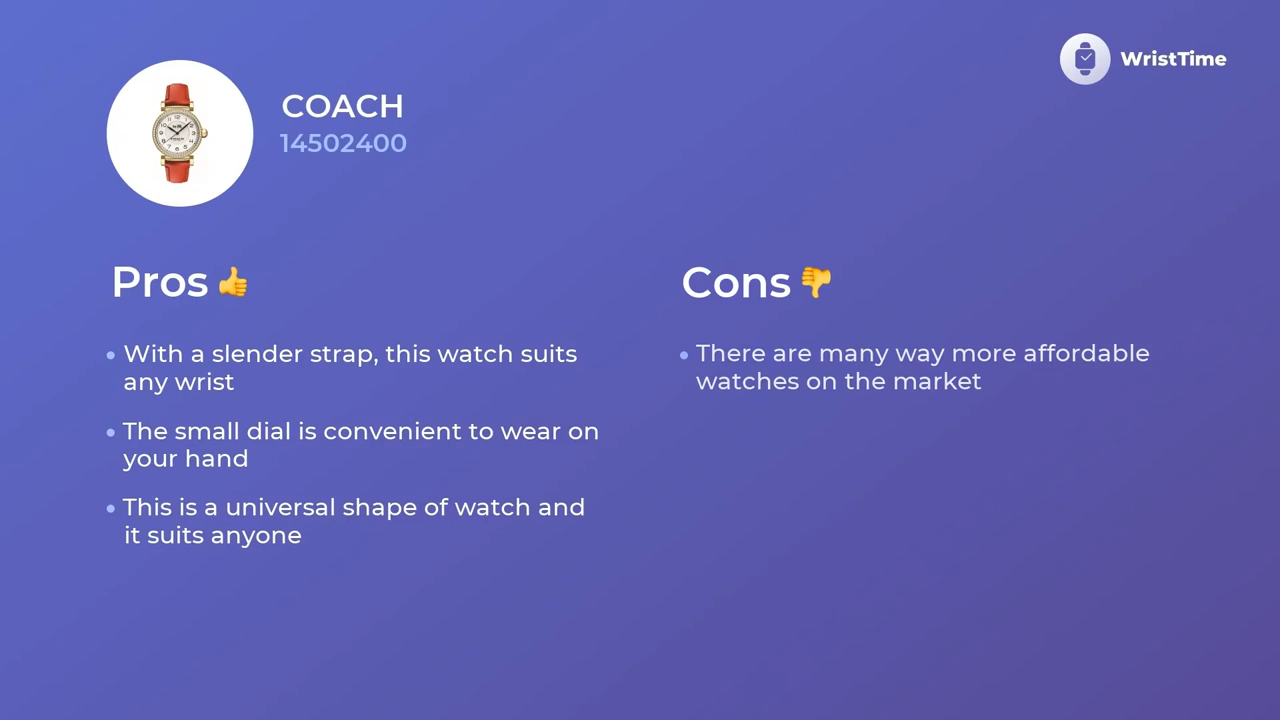 WristTime
COACH
14502400
Pros
With a slender strap, this watch suits
any wrist
The small dial is convenient to wear on
your hand
This is a universal shape of watch and
it suits anyone
Cons
There are many way more affordable
watches on the market